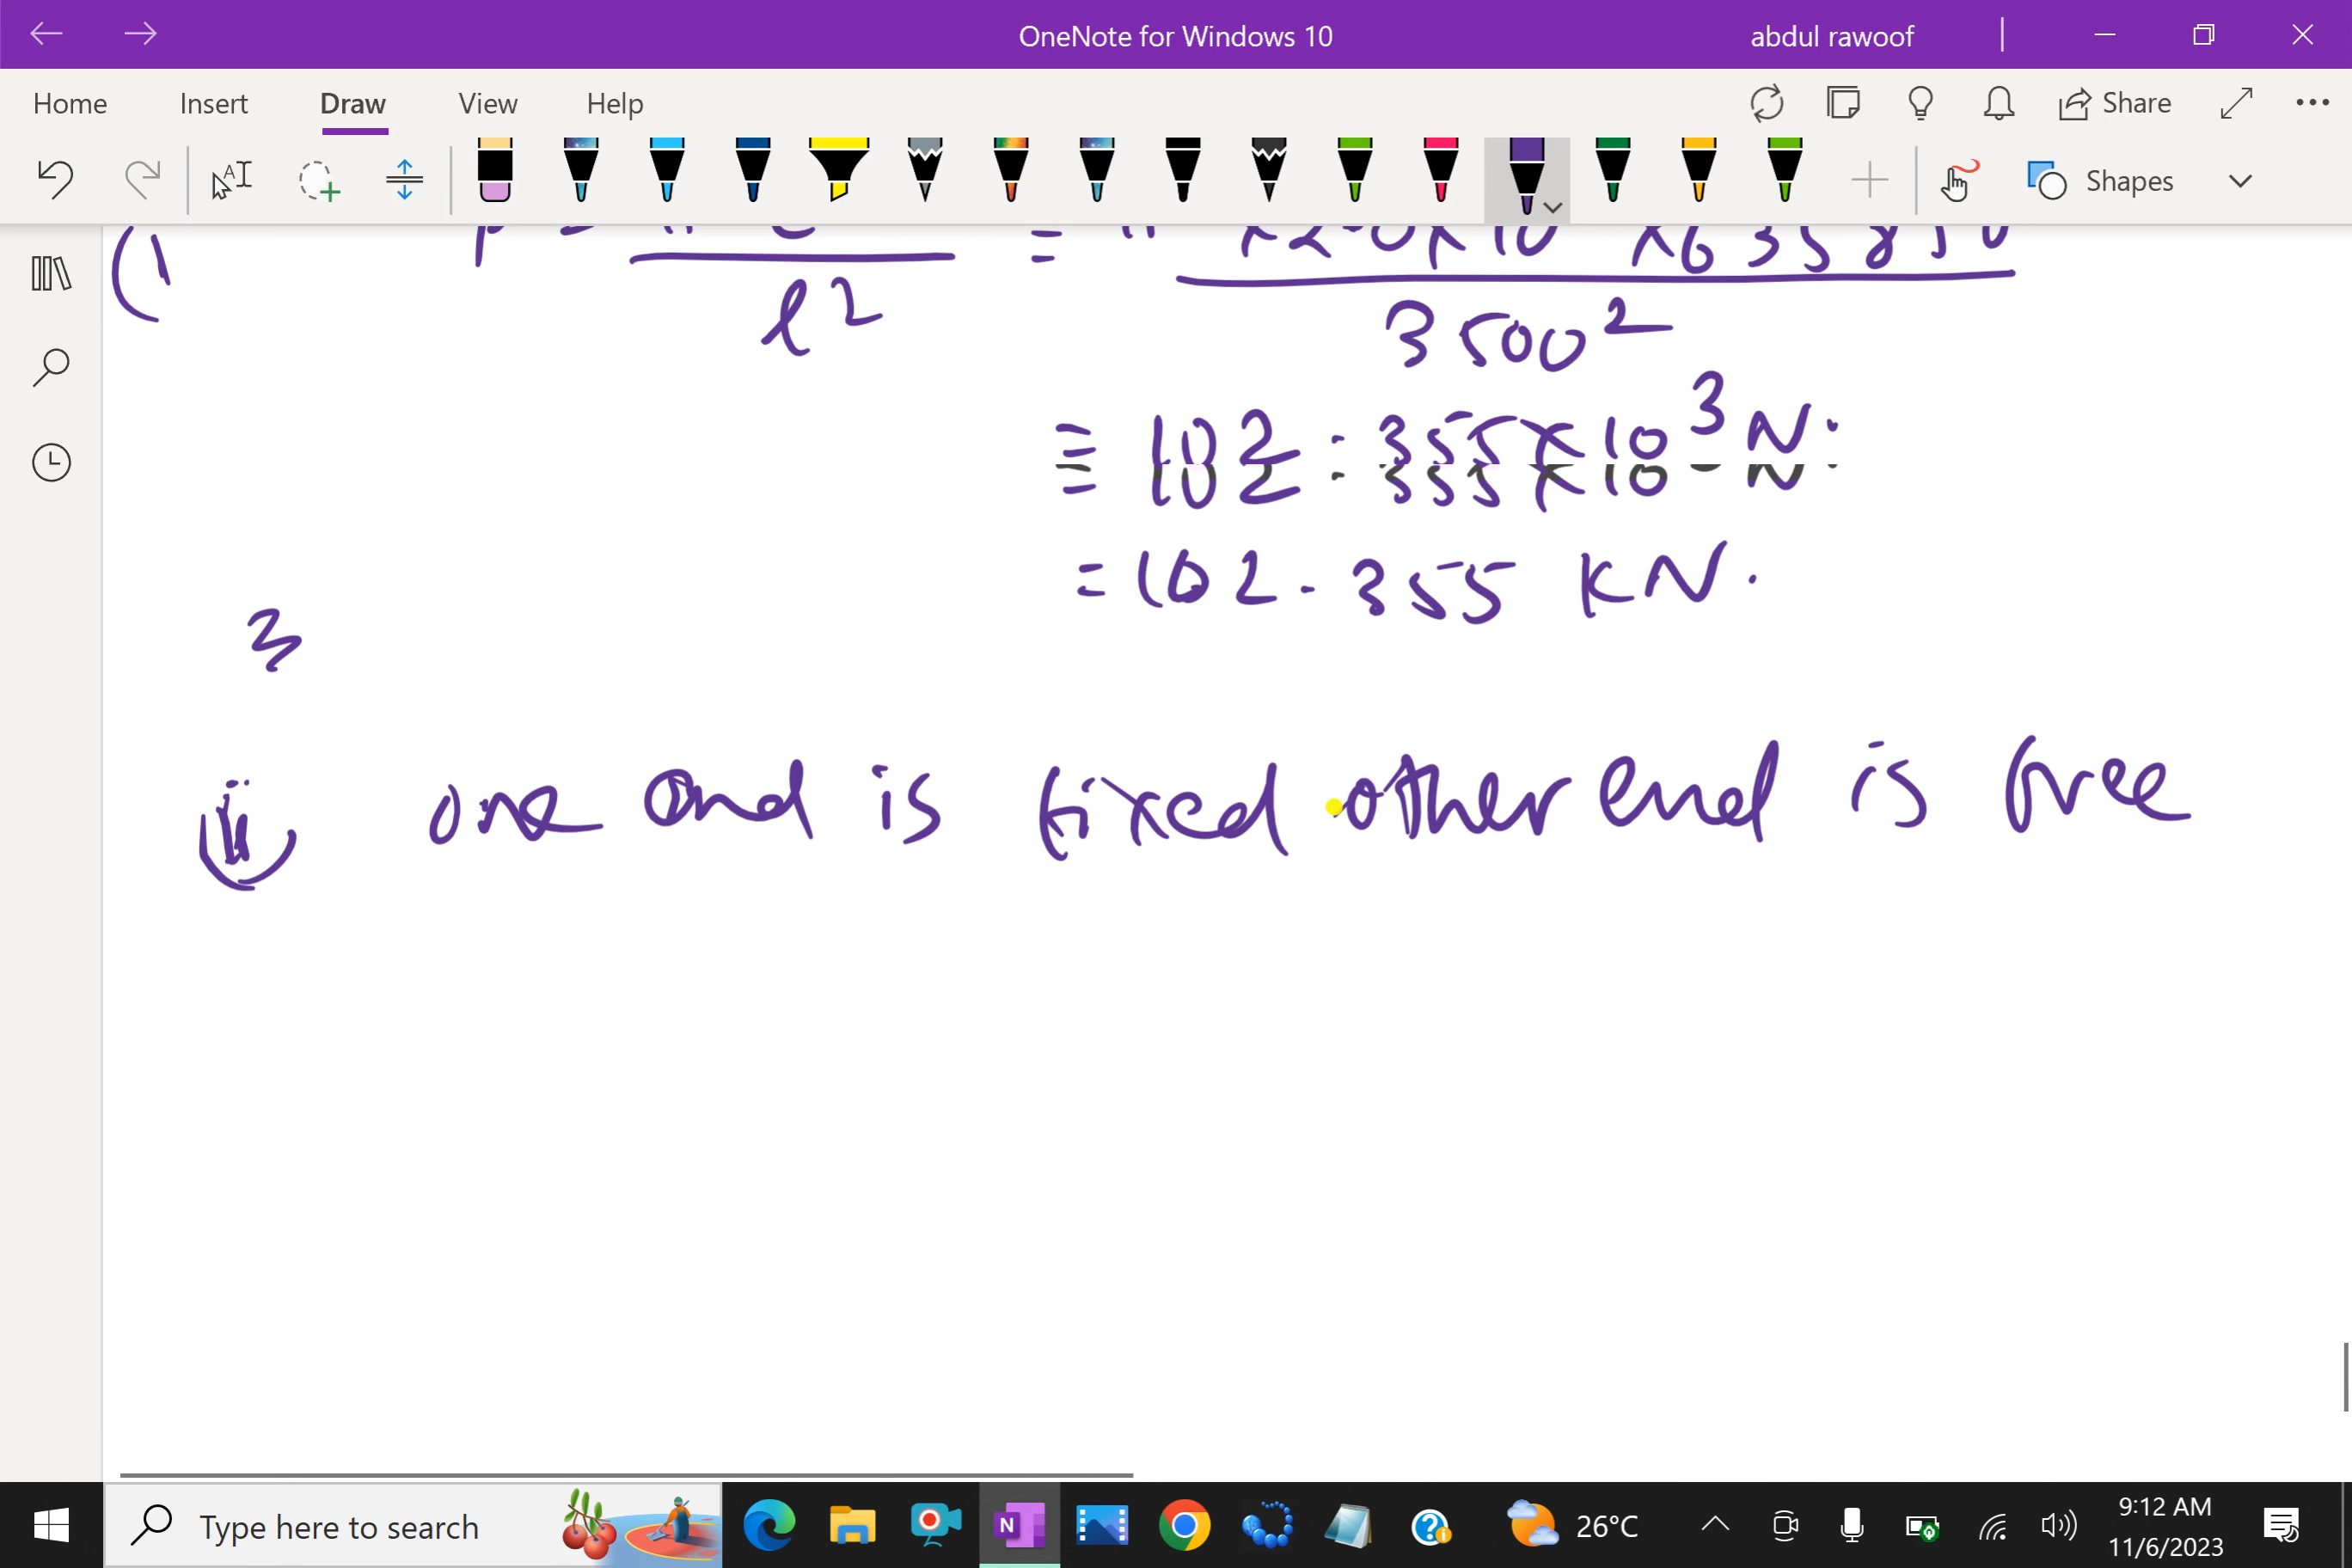 OneNote for Windows 10
abdul rawoof
Home Insert Draw View Help
Share
Shapes
l²
3500²
= 102.355×10³ N.
= 102.355 KN.
(ii) one end is fixed other end is free
Type here to search
26°C
9:12 AM
11/6/2023